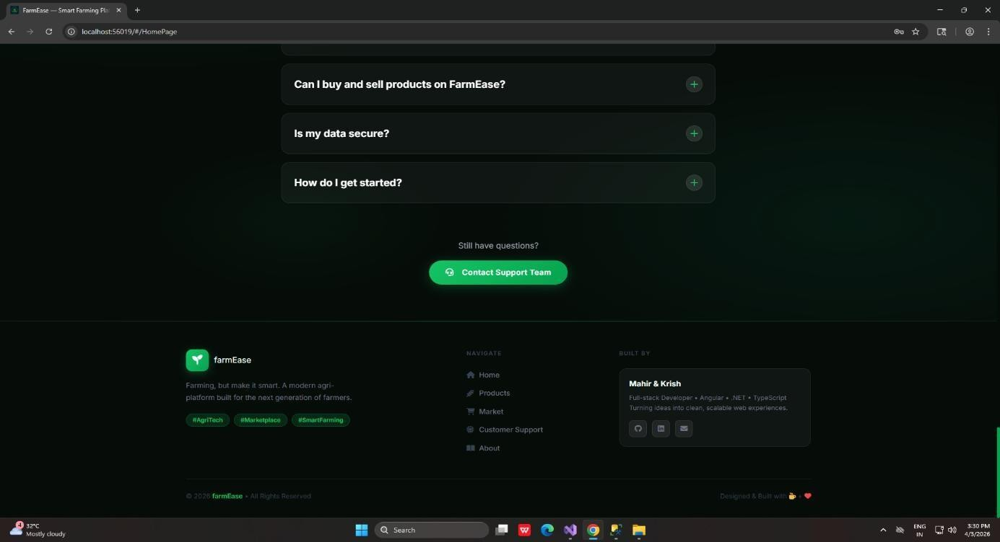 FarmEase — Smart Farming Pla
localhost:56019/#/HomePage
Can I buy and sell products on FarmEase?
Is my data secure?
How do I get started?
Still have questions?
Contact Support Team
farmEase
Farming, but make it smart. A modern agri-
platform built for the next generation of farmers.
#AgriTech #Marketplace #SmartFarming
NAVIGATE
Home
Products
Market
Customer Support
About
BUILT BY
Mahir & Krish
Full-stack Developer • Angular • .NET • TypeScript
Turning ideas into clean, scalable web experiences.
© 2026 farmEase • All Rights Reserved
Designed & Built with ☕ + ❤️
4
32°C
Mostly cloudy
Search
W
ENG
IN
3:30 PM
4/3/2026